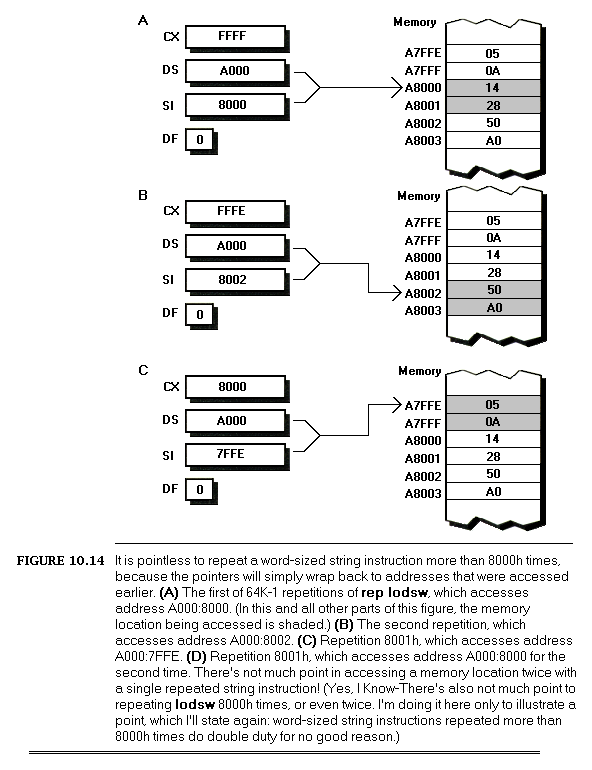 A
Memory
CX FFFF
A7FFE 05
DS A000
A7FFF 0A
A8000 14
SI 8000
A8001 28
A8002 50
DF 0
A8003 A0
B
Memory
CX FFFE
A7FFE 05
A7FFF 0A
DS A000
A8000 14
A8001 28
SI 8002
A8002 50
DF 0
A8003 A0
C
Memory
CX 8000
A7FFE 05
DS A000
A7FFF 0A
A8000 14
SI 7FFE
A8001 28
A8002 50
DF 0
A8003 A0
FIGURE 10.14 It is pointless to repeat a word-sized string instruction more than 8000h times,
because the pointers will simply wrap back to addresses that were accessed
earlier. (A) The first of 64K-1 repetitions of rep lodsw, which accesses
address A000:8000. (In this and all other parts of this figure, the memory
location being accessed is shaded.) (B) The second repetition, which
accesses address A000:8002. (C) Repetition 8001h, which accesses address
A000:7FFE. (D) Repetition 8001h, which accesses address A000:8000 for the
second time. There's not much point in accessing a memory location twice with
a single repeated string instruction! (Yes, I Know-There's also not much point to
repeating lodsw 8000h times, or even twice. I'm doing it here only to illustrate a
point, which I'll state again: word-sized string instructions repeated more than
8000h times do double duty for no good reason.)